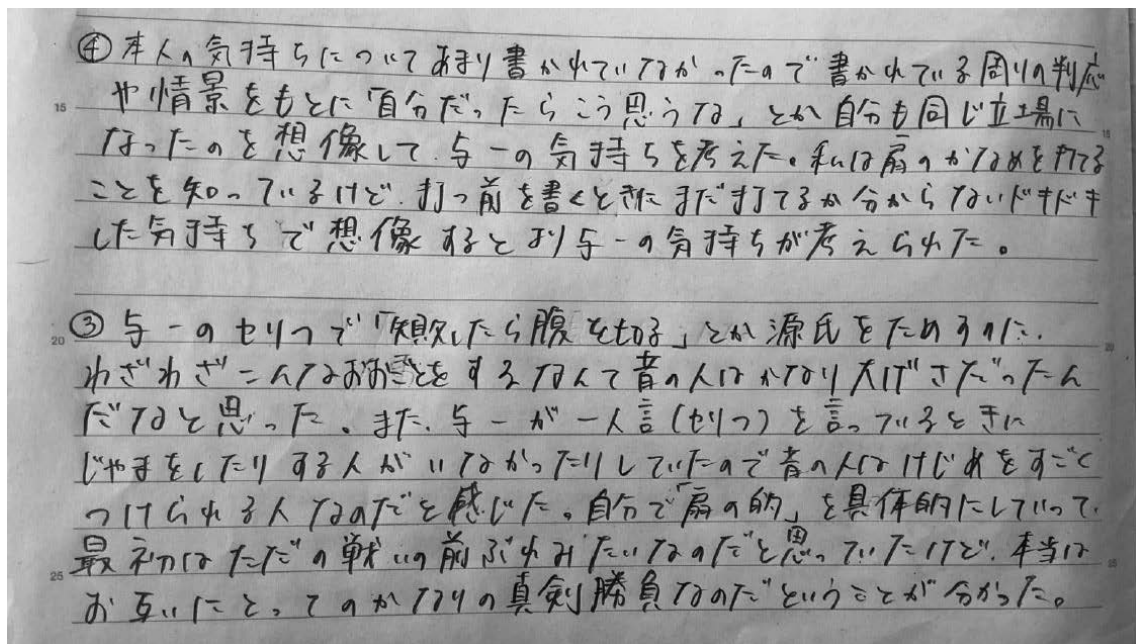 ④ 本人の気持ちについてあまり書かれていなかったので書かれている周りの判応
15 や情景をもとに「自分だったらこう思うな」とか自分も同じ立場に 15
なったのを想像して、与一の気持ちを考えた。私は扇のかなめを打てる
ことを知っているけど、打つ前を書くときはまだ打てるか分からないドキドキ
した気持ちで想像するとより与一の気持ちが考えられた。
20 ③ 与一のセリフで「失敗したら腹を切る」とか源氏をためすのに、 20
わざわざこんなおおごとをするなんて昔の人はかなり大げさだったん
だなと思った。また、与一が一人言(セリフ)を言っているときに
じゃまをしたりする人がいなかったりしていたので昔の人はけじめをすごく
つけられる人なのだと感じた。自分で「扇の的」を具体的にしていって、
最初はただの戦いの前ぶれみたいなのだと思っていたけど、本当は
25 お互いにとってのかなりの真剣勝負なのだということが分かった。 25